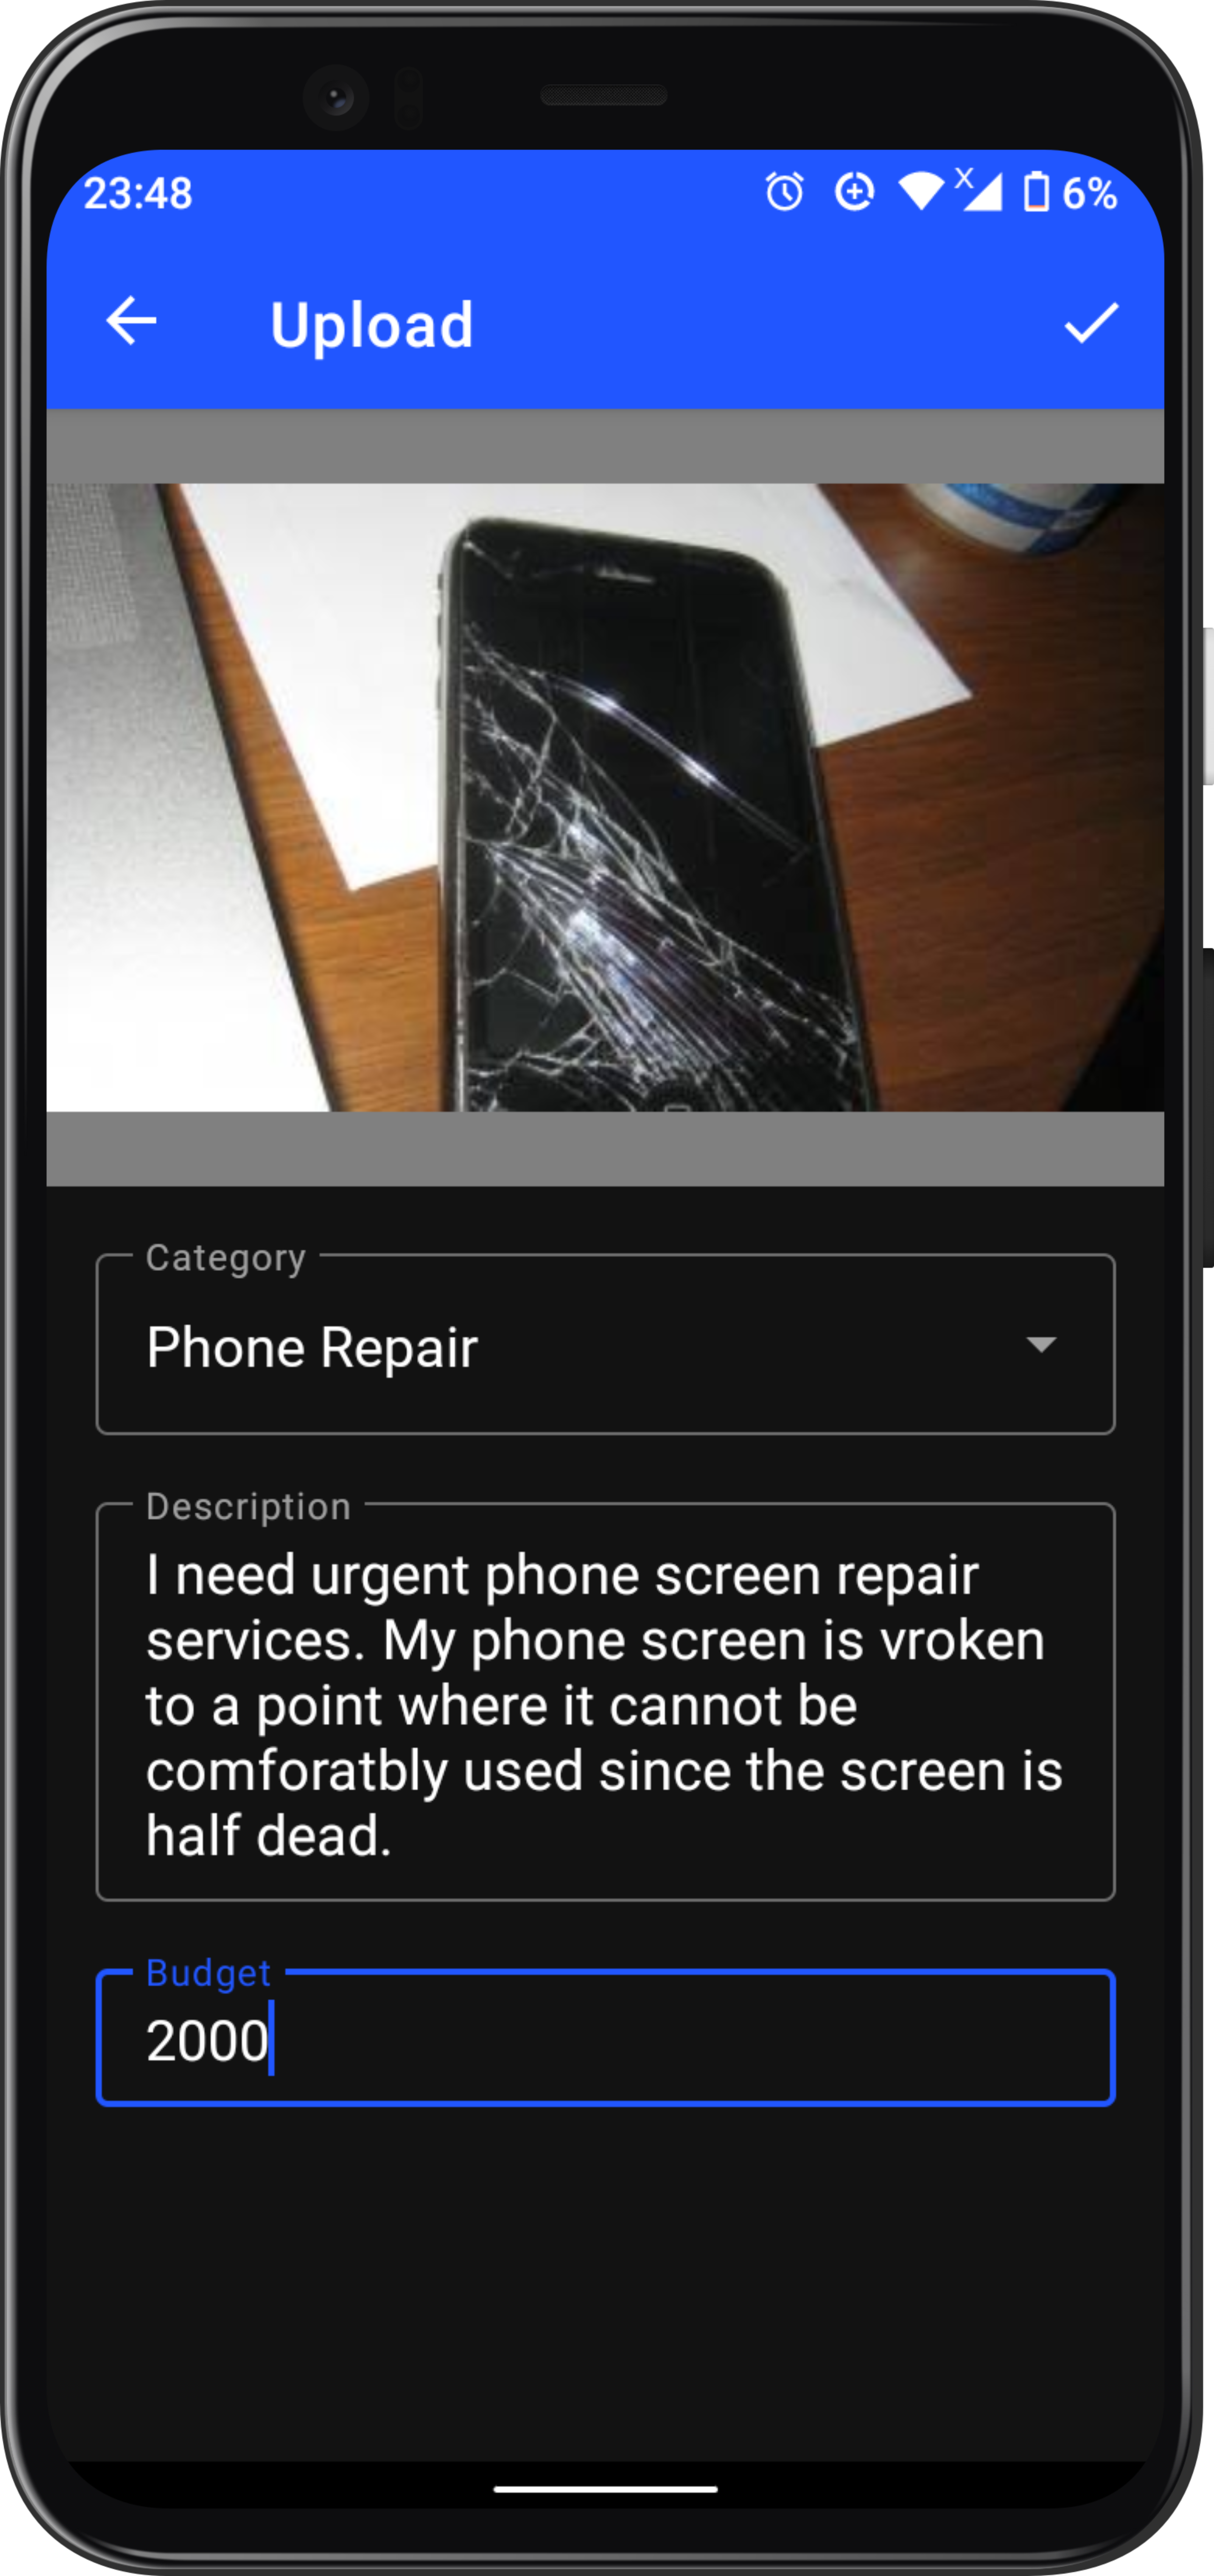 23:48 X 6%
Upload
Category
Phone Repair
Description
I need urgent phone screen repair
services. My phone screen is vroken
to a point where it cannot be
comforatbly used since the screen is
half dead.
Budget
2000